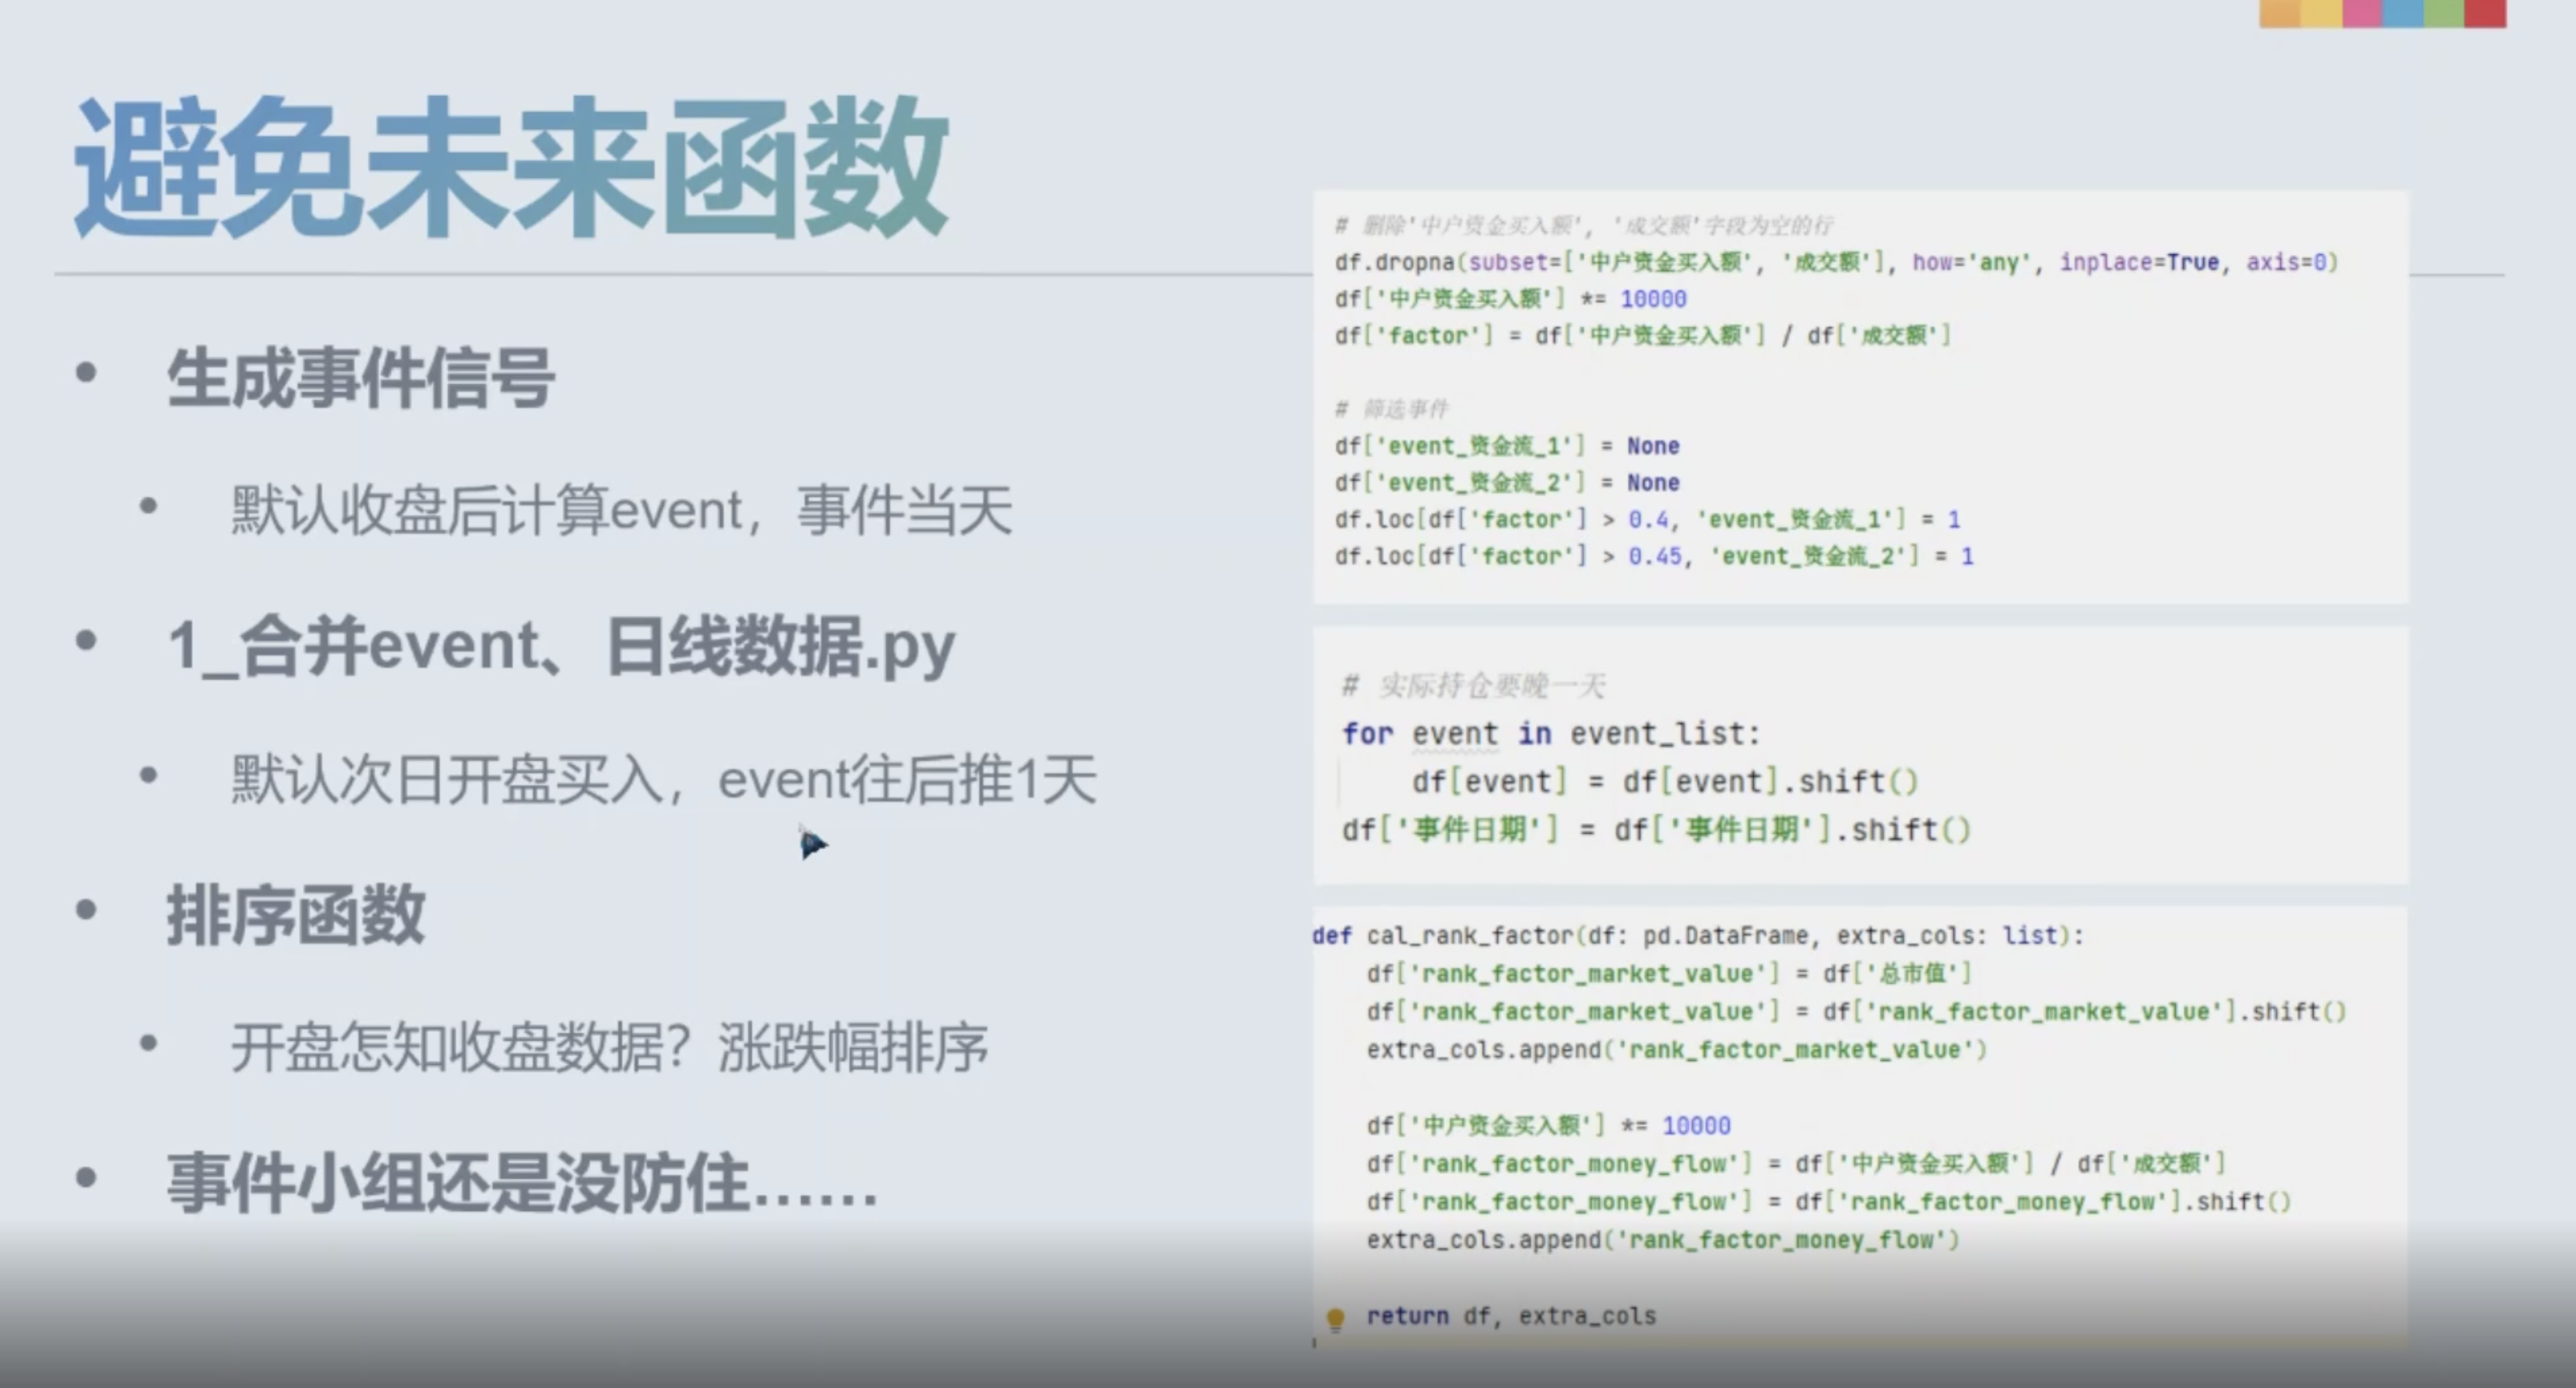 避免未来函数
• 生成事件信号
• 默认收盘后计算event，事件当天
• 1_合并event、日线数据.py
• 默认次日开盘买入，event往后推1天
• 排序函数
• 开盘怎知收盘数据？涨跌幅排序
• 事件小组还是没防住……
# 删除'中户资金买入额', '成交额'字段为空的行
df.dropna(subset=['中户资金买入额', '成交额'], how='any', inplace=True, axis=0)
df['中户资金买入额'] *= 10000
df['factor'] = df['中户资金买入额'] / df['成交额']
# 筛选事件
df['event_资金流_1'] = None
df['event_资金流_2'] = None
df.loc[df['factor'] > 0.4, 'event_资金流_1'] = 1
df.loc[df['factor'] > 0.45, 'event_资金流_2'] = 1
# 实际持仓要晚一天
for event in event_list:
    df[event] = df[event].shift()
df['事件日期'] = df['事件日期'].shift()
def cal_rank_factor(df: pd.DataFrame, extra_cols: list):
    df['rank_factor_market_value'] = df['总市值']
    df['rank_factor_market_value'] = df['rank_factor_market_value'].shift()
    extra_cols.append('rank_factor_market_value')
    df['中户资金买入额'] *= 10000
    df['rank_factor_money_flow'] = df['中户资金买入额'] / df['成交额']
    df['rank_factor_money_flow'] = df['rank_factor_money_flow'].shift()
    extra_cols.append('rank_factor_money_flow')
    return df, extra_cols